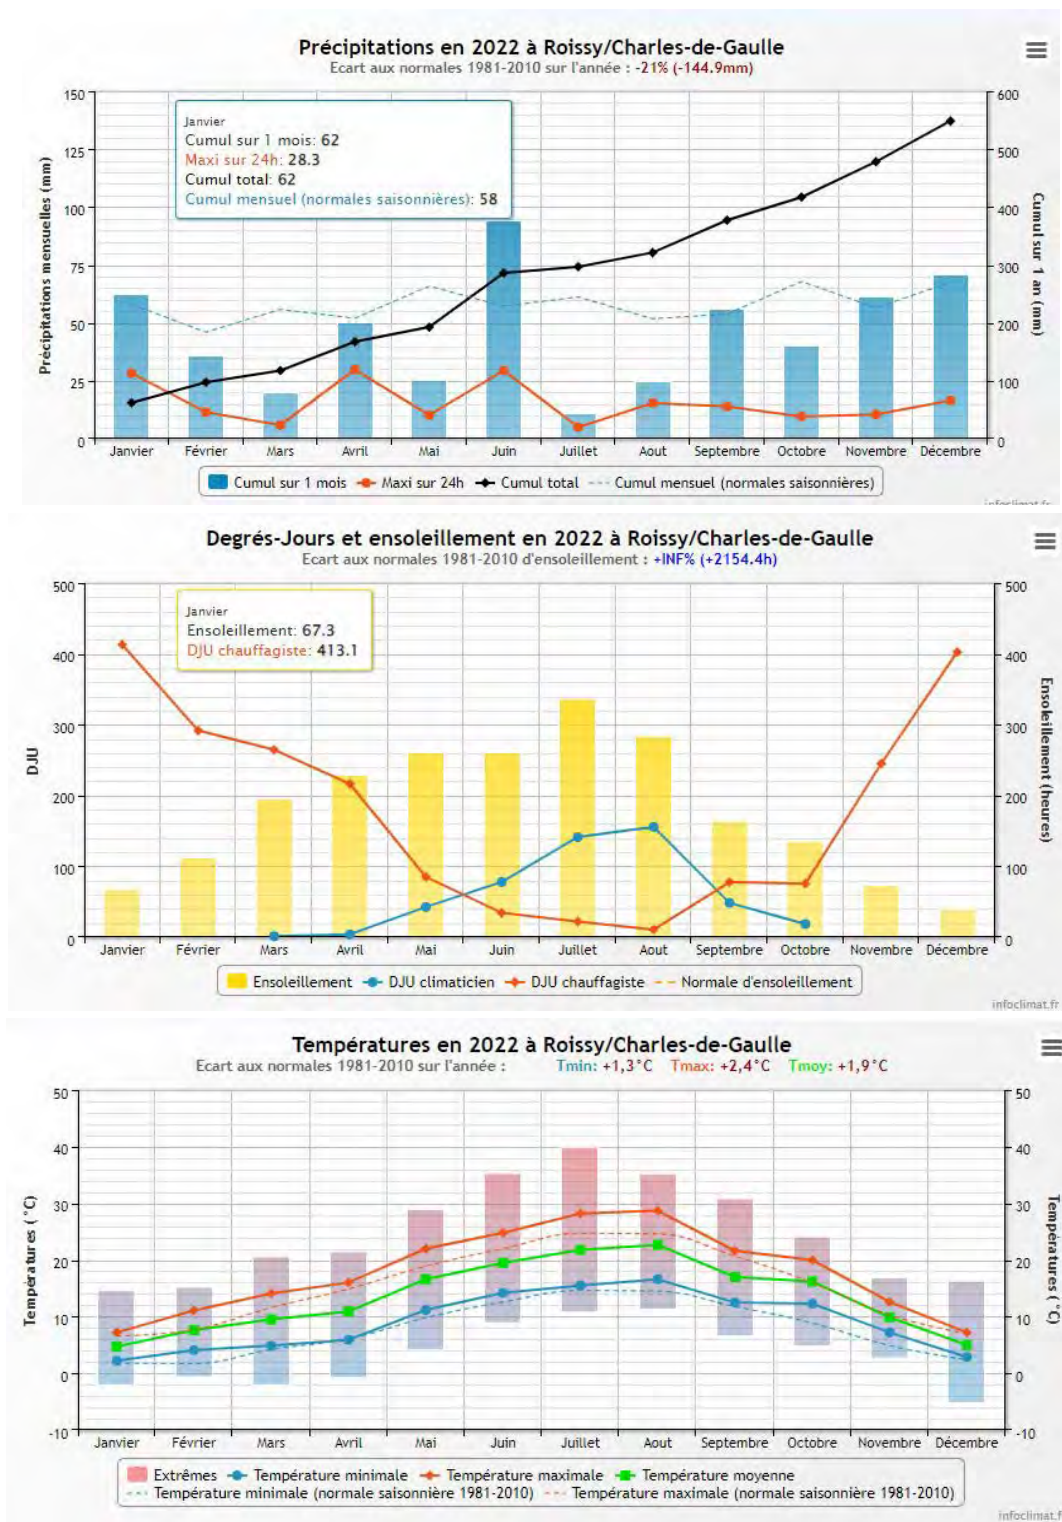 Précipitations en 2022 à Roissy/Charles-de-Gaulle
Ecart aux normales 1981-2010 sur l'année : -21% (-144.9mm)
150
125
100
75
50
25
0
Précipitations mensuelles (mm)
Janvier
Cumul sur 1 mois: 62
Maxi sur 24h: 28.3
Cumul total: 62
Cumul mensuel (normales saisonnières): 58
600
500
400
300
200
100
0
Cumul sur 1 an (mm)
Janvier Février Mars Avril Mai Juin Juillet Aout Septembre Octobre Novembre Décembre
Cumul sur 1 mois Maxi sur 24h Cumul total Cumul mensuel (normales saisonnières)
infoclimat.fr
Degrés-Jours et ensoleillement en 2022 à Roissy/Charles-de-Gaulle
Ecart aux normales 1981-2010 d'ensoleillement : +INF% (+2154.4h)
500
400
300
200
100
0
DJU
Janvier
Ensoleillement: 67.3
DJU chauffagiste: 413.1
500
400
300
200
100
0
Ensoleillement (heures)
Janvier Février Mars Avril Mai Juin Juillet Aout Septembre Octobre Novembre Décembre
Ensoleillement DJU climaticien DJU chauffagiste Normale d'ensoleillement
infoclimat.fr
Températures en 2022 à Roissy/Charles-de-Gaulle
Ecart aux normales 1981-2010 sur l'année : Tmin: +1,3°C Tmax: +2,4°C Tmoy: +1,9°C
50
40
30
20
10
0
-10
Températures (°C)
50
40
30
20
10
0
-10
Températures (°C)
Janvier Février Mars Avril Mai Juin Juillet Aout Septembre Octobre Novembre Décembre
Extrêmes Température minimale Température maximale Température moyenne
Température minimale (normale saisonnière 1981-2010) Température maximale (normale saisonnière 1981-2010)
infoclimat.f